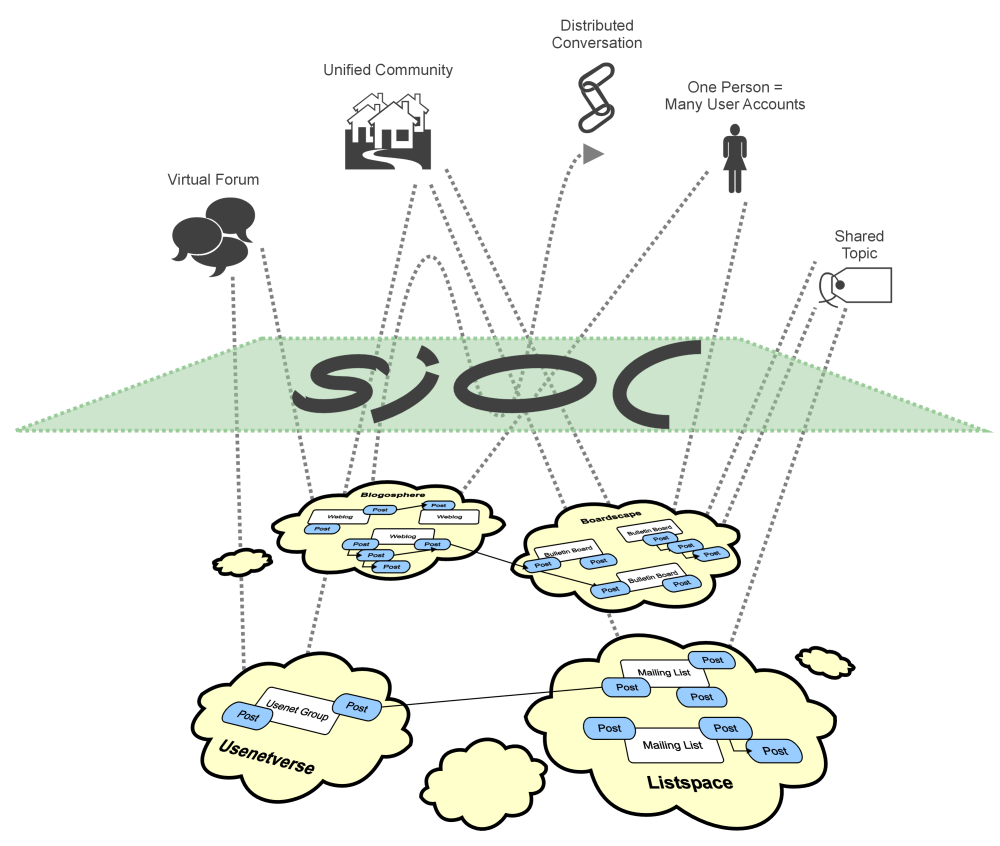 Distributed
Conversation
Unified Community
One Person =
Many User Accounts
Virtual Forum
Shared
Topic
sioc
Blogosphere
Post
Post
Weblog
Weblog
Post
Weblog
Post
Post
Post
Post
Boardscape
Bulletin Board
Post
Post
Post
Bulletin Board
Post
Post
Bulletin Board
Post
Post
Usenet Group
Post
Post
Usenetverse
Post
Mailing List
Post
Post
Post
Post
Mailing List
Post
Listspace